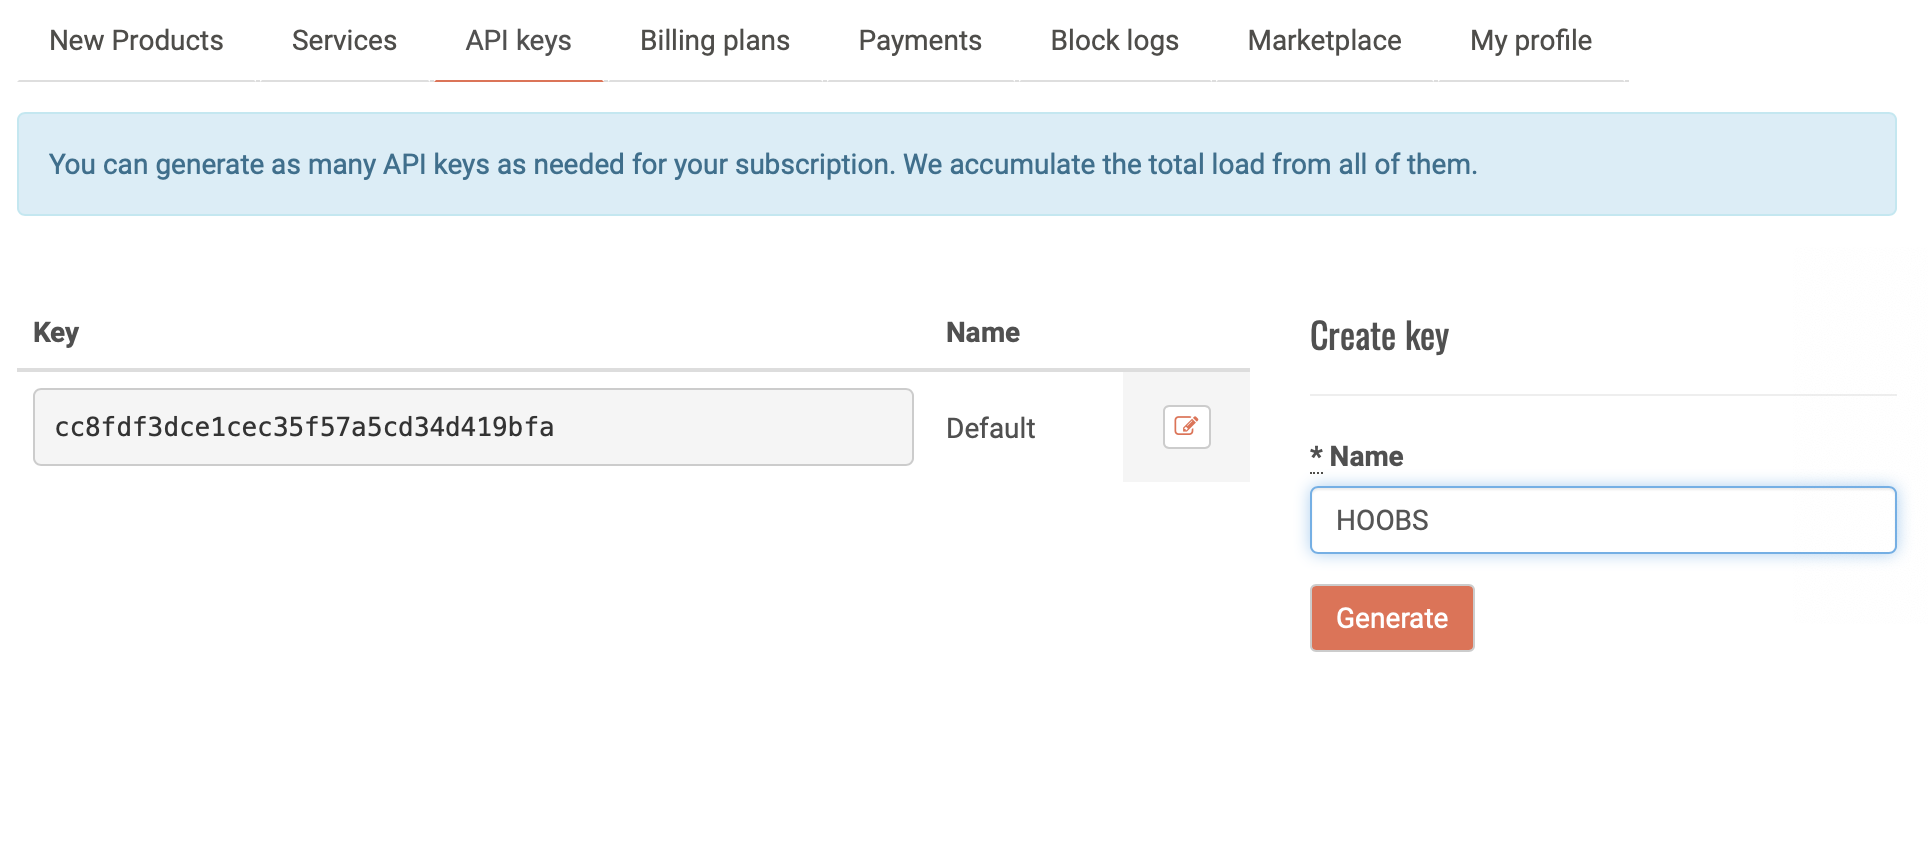 New Products Services API keys Billing plans Payments Block logs Marketplace My profile
You can generate as many API keys as needed for your subscription. We accumulate the total load from all of them.
Key Name
cc8fdf3dce1cec35f57a5cd34d419bfa Default
Create key
* Name
HOOBS
Generate